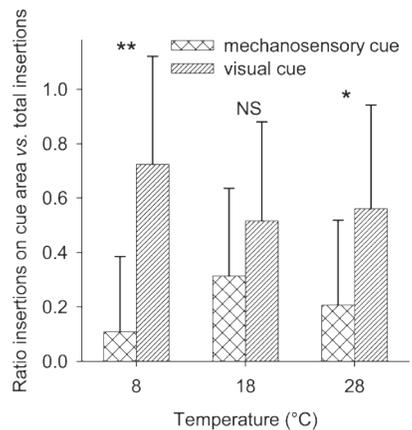 ** mechanosensory cue
visual cue
NS
*
Ratio insertions on cue area vs. total insertions
1.0
0.8
0.6
0.4
0.2
0.0
8 18 28
Temperature (°C)